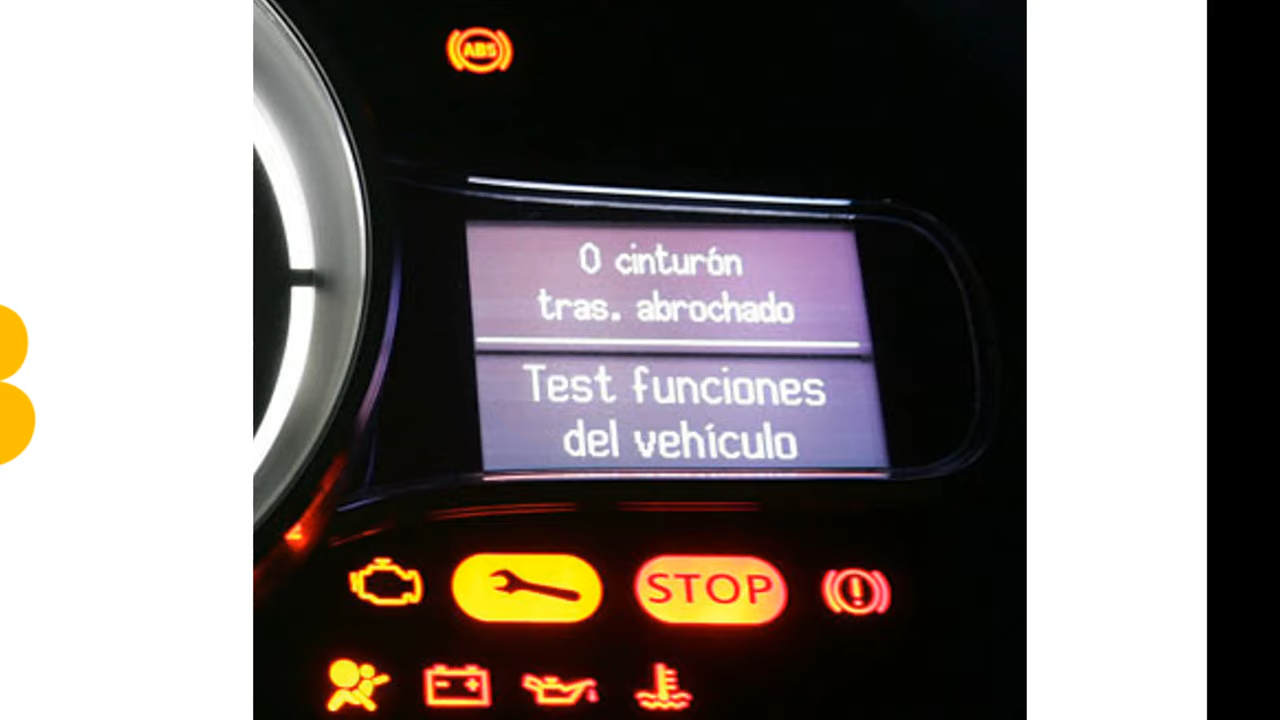 ABS
0 cinturón
tras. abrochado
Test funciones
del vehículo
STOP